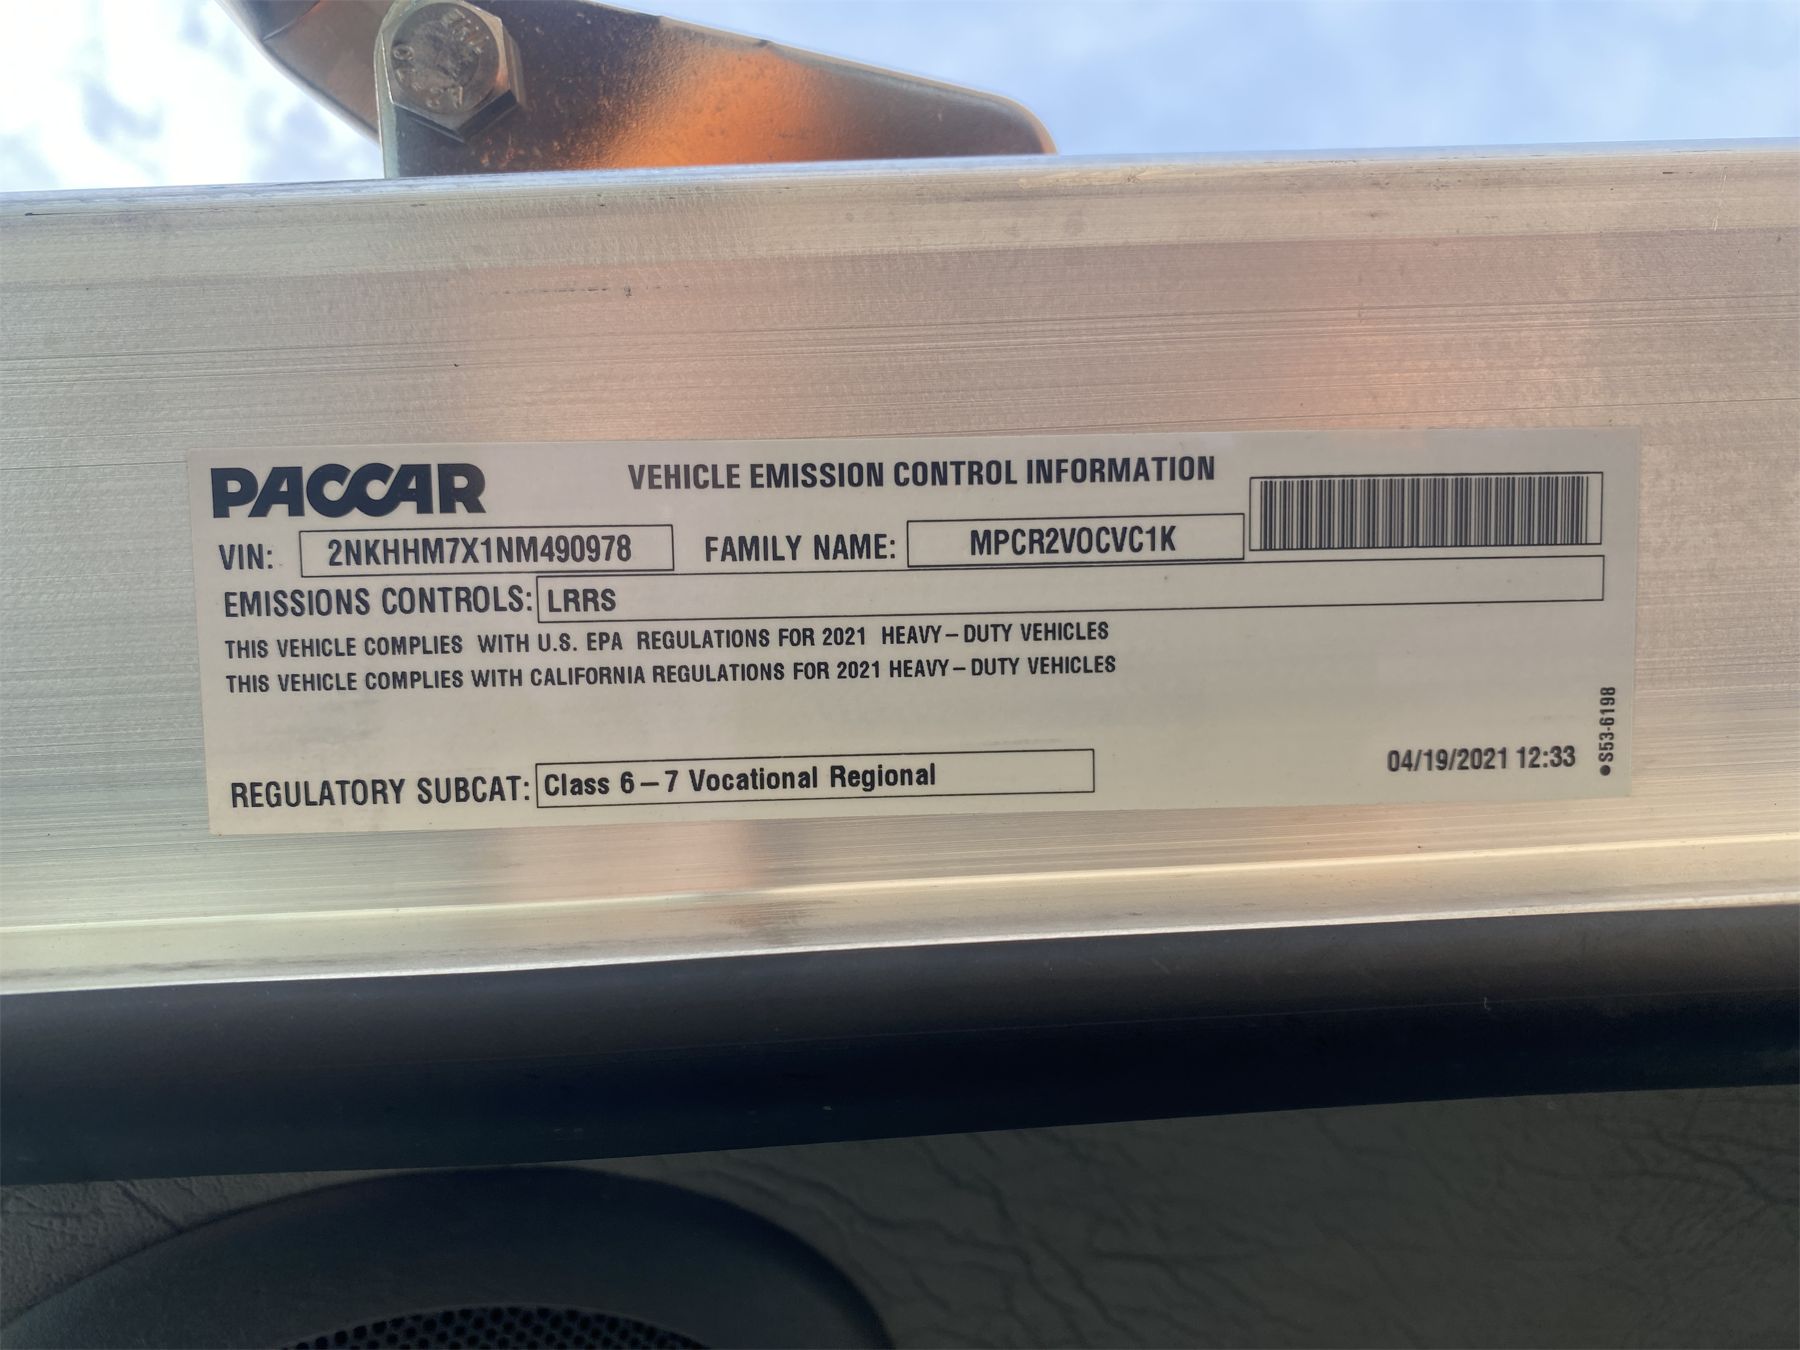 PACCAR
VEHICLE EMISSION CONTROL INFORMATION
VIN: 2NKHHM7X1NM490978 FAMILY NAME: MPCR2VOCVC1K
EMISSIONS CONTROLS: LRRS
THIS VEHICLE COMPLIES WITH U.S. EPA REGULATIONS FOR 2021 HEAVY–DUTY VEHICLES
THIS VEHICLE COMPLIES WITH CALIFORNIA REGULATIONS FOR 2021 HEAVY–DUTY VEHICLES
REGULATORY SUBCAT: Class 6–7 Vocational Regional
04/19/2021 12:33
●S53-6198